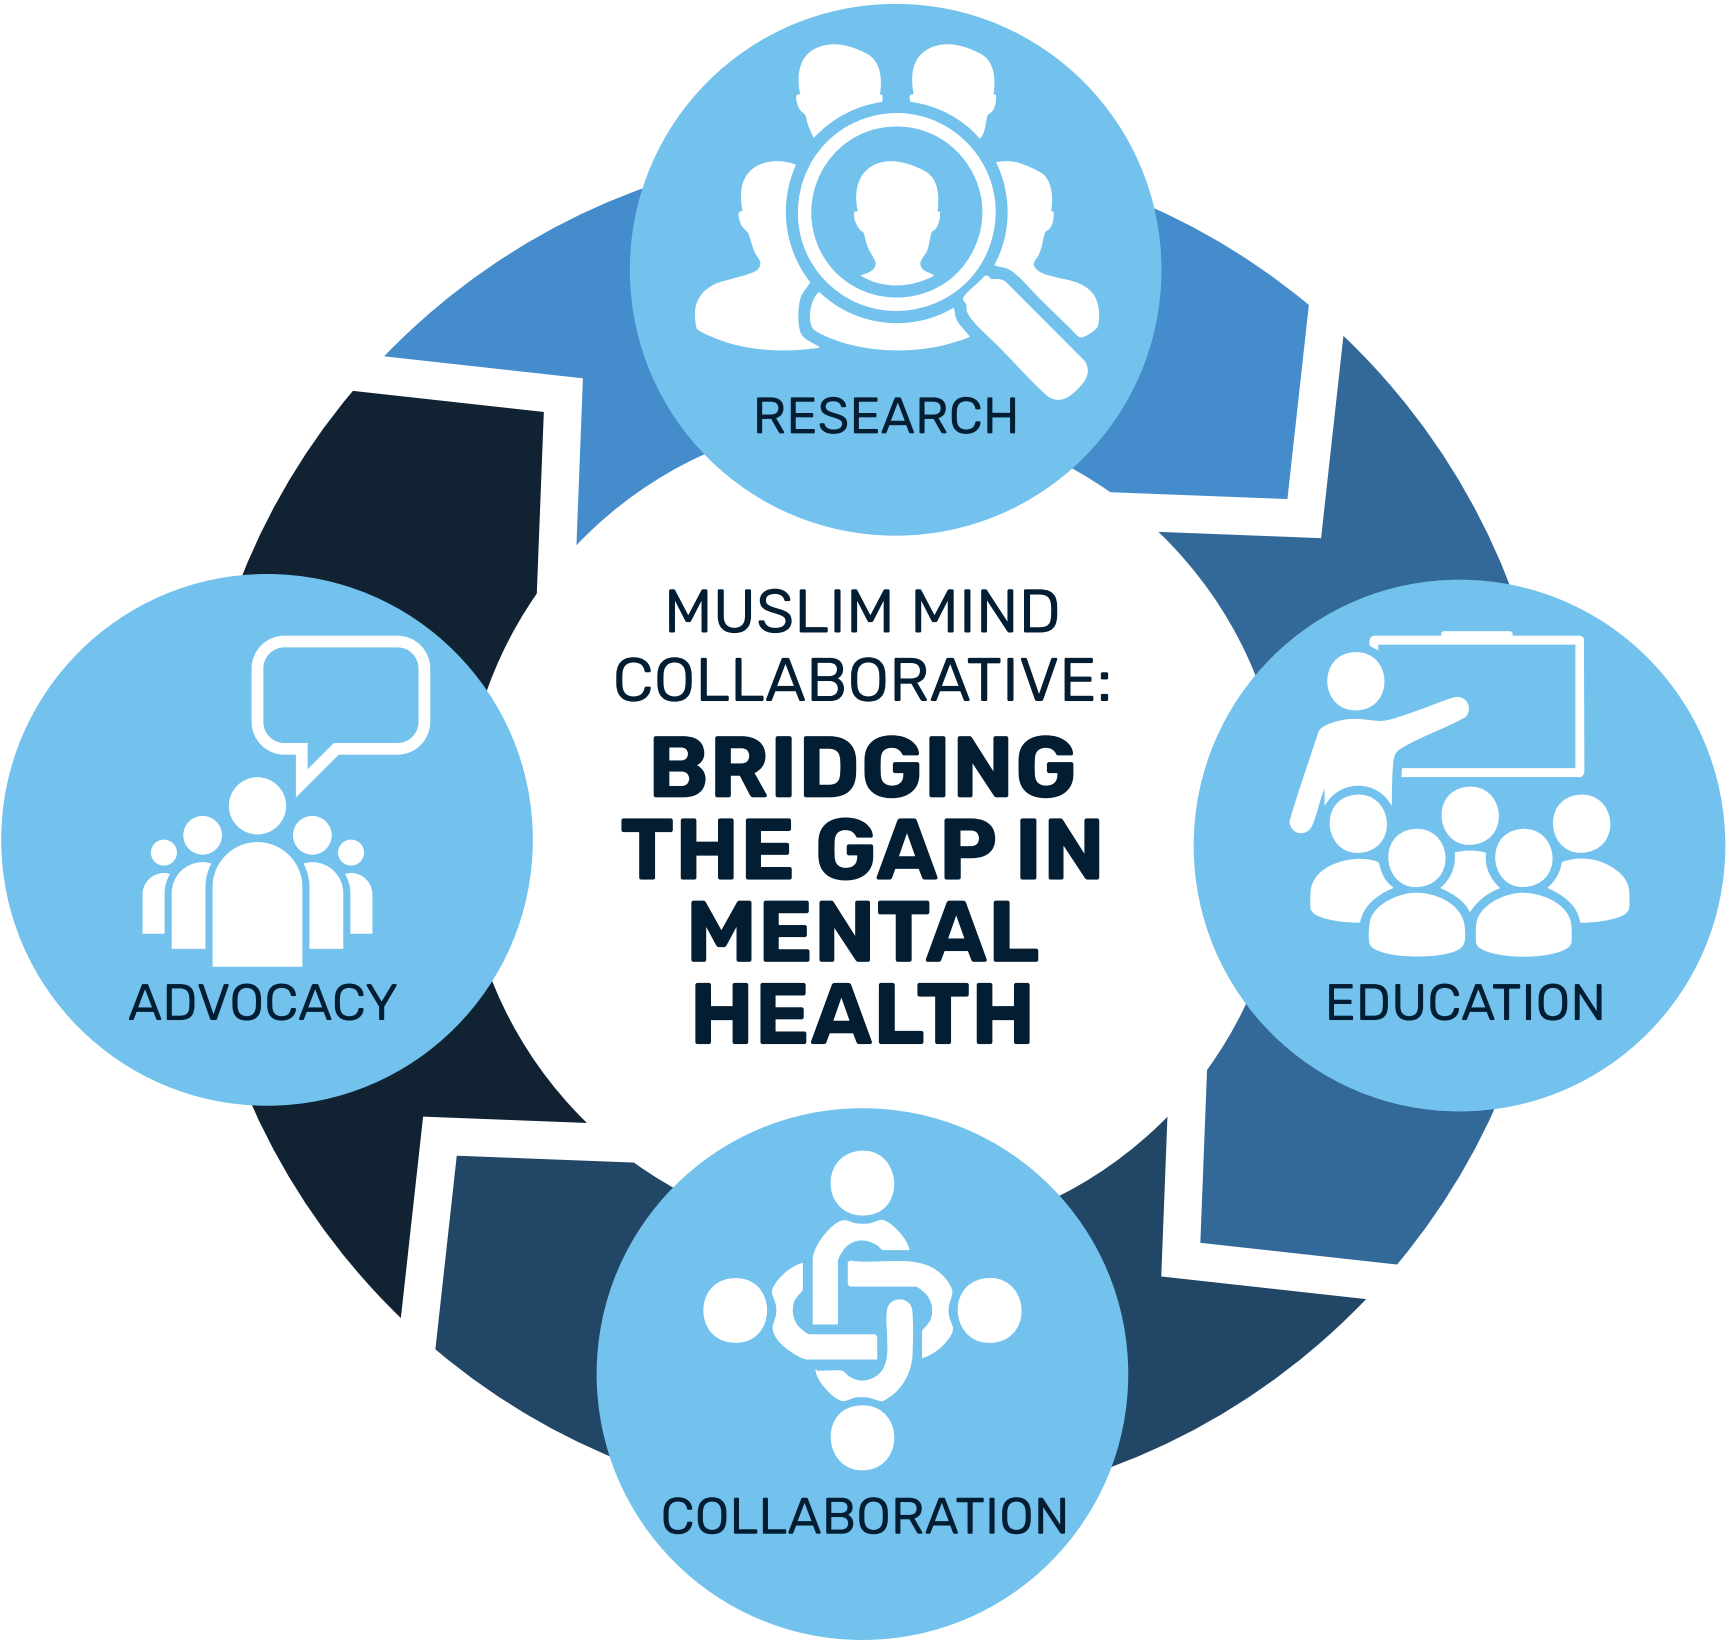 RESEARCH
MUSLIM MIND
COLLABORATIVE:
BRIDGING
THE GAP IN
MENTAL
HEALTH
ADVOCACY
EDUCATION
COLLABORATION